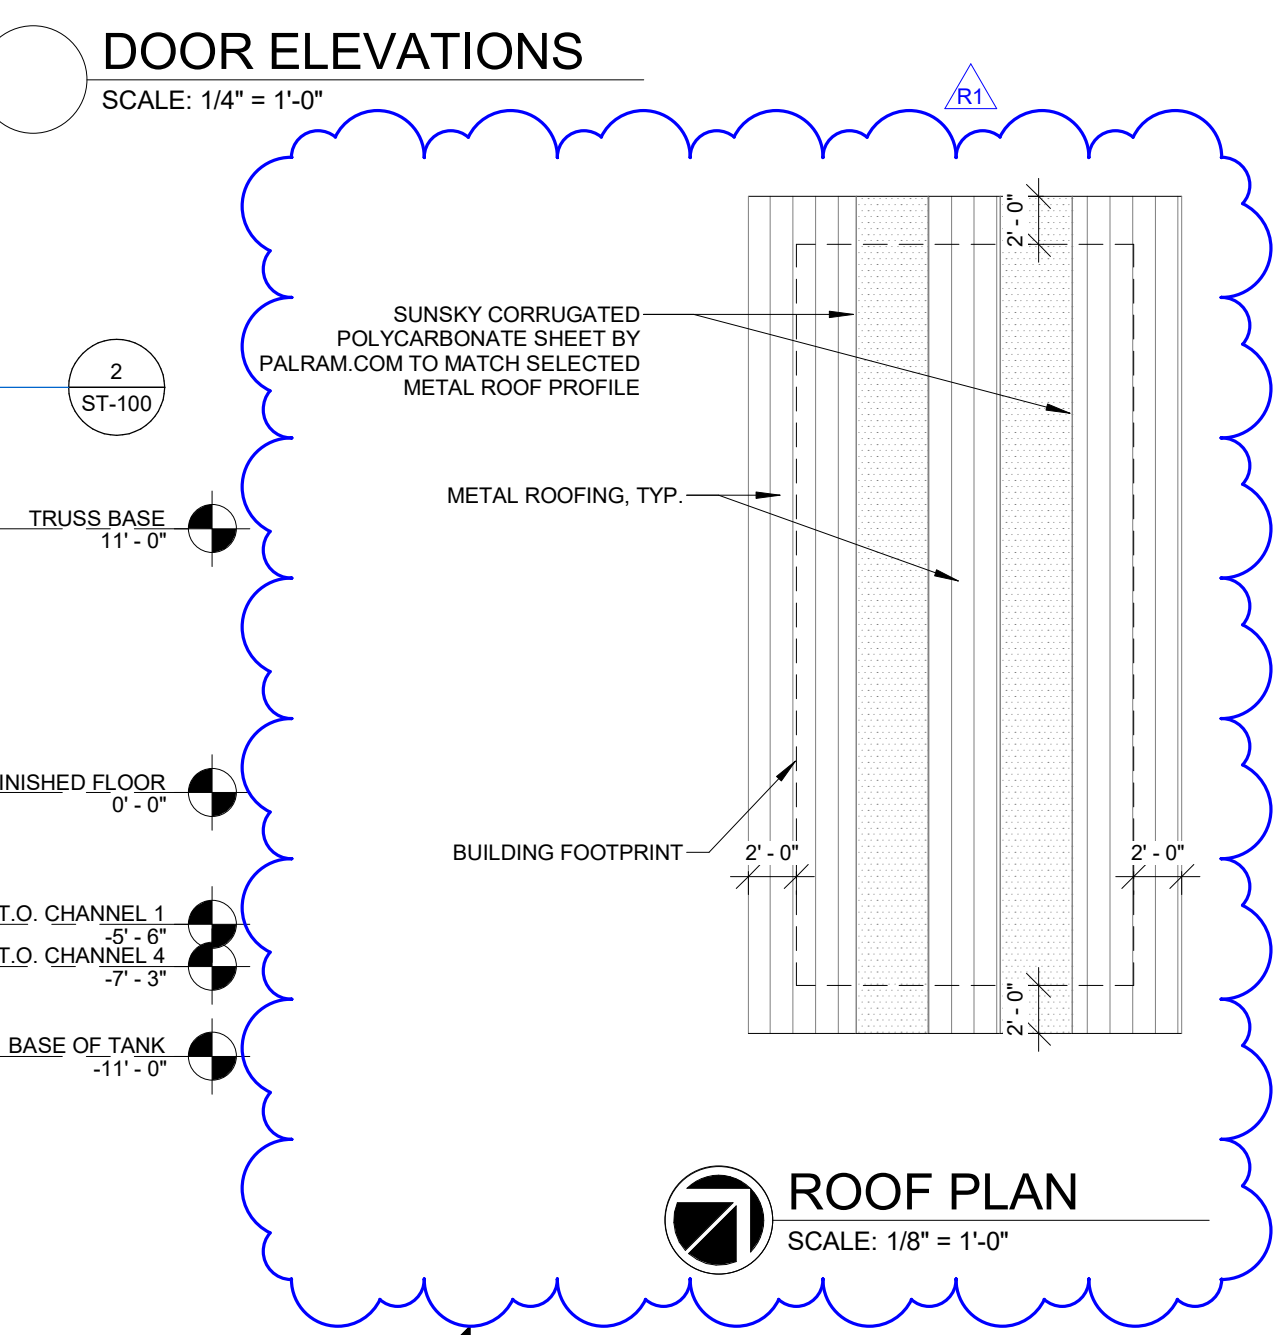 DOOR ELEVATIONS
SCALE: 1/4" = 1'-0"
R1
2' - 0"
SUNSKY CORRUGATED
POLYCARBONATE SHEET BY
PALRAM.COM TO MATCH SELECTED
METAL ROOF PROFILE
2
ST-100
METAL ROOFING, TYP.
TRUSS BASE
11' - 0"
INISHED FLOOR
0' - 0"
BUILDING FOOTPRINT
2' - 0"
2' - 0"
T.O. CHANNEL 1
-5' - 6"
T.O. CHANNEL 4
-7' - 3"
2' - 0"
BASE OF TANK
-11' - 0"
ROOF PLAN
SCALE: 1/8" = 1'-0"